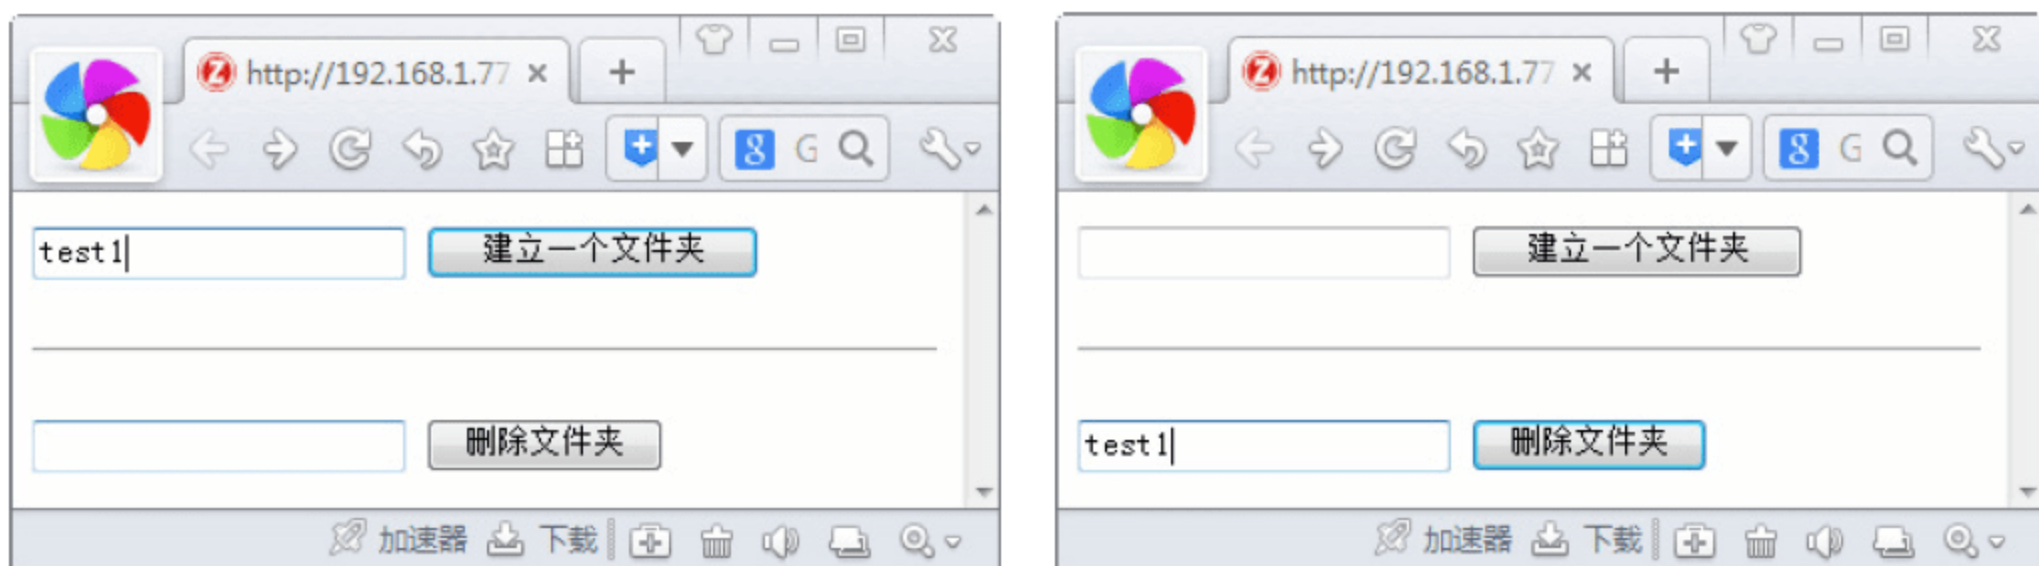 http://192.168.1.77
G
test1 建立一个文件夹
删除文件夹
加速器 下载
http://192.168.1.77
G
建立一个文件夹
test1 删除文件夹
加速器 下载